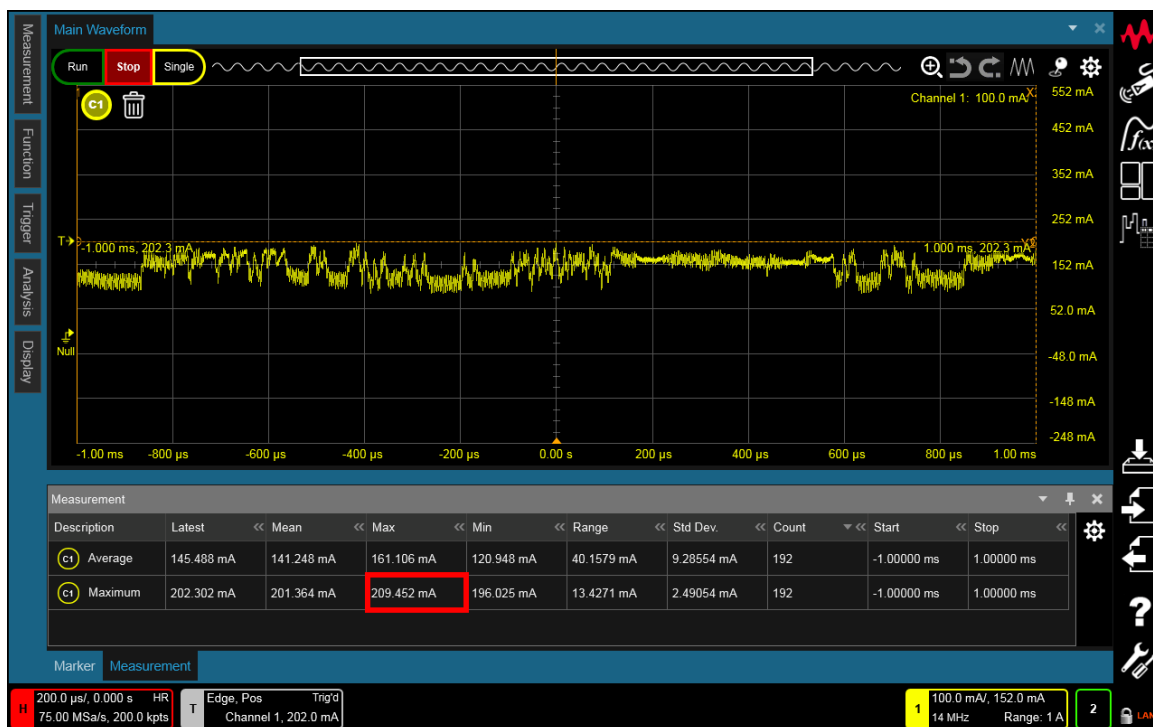 Main Waveform
Measurement
Function
Trigger
Analysis
Display
Run Stop Single
C1
Channel 1: 100.0 mA/
X
552 mA
452 mA
352 mA
252 mA
152 mA
52.0 mA
-48.0 mA
-148 mA
-248 mA
T
-1.000 ms, 202.3 mA
1.000 ms, 202.3 mA
Null
-1.00 ms -800 µs -600 µs -400 µs -200 µs 0.00 s 200 µs 400 µs 600 µs 800 µs 1.00 ms
Measurement
Description Latest Mean Max Min Range Std Dev. Count Start Stop
C1 Average 145.488 mA 141.248 mA 161.106 mA 120.948 mA 40.1579 mA 9.28554 mA 192 -1.00000 ms 1.00000 ms
C1 Maximum 202.302 mA 201.364 mA 209.452 mA 196.025 mA 13.4271 mA 2.49054 mA 192 -1.00000 ms 1.00000 ms
Marker Measurement
H 200.0 µs/, 0.000 s HR
75.00 MSa/s, 200.0 kpts
T Edge, Pos Trig'd
Channel 1, 202.0 mA
1 100.0 mA/, 152.0 mA
14 MHz Range: 1 A
2
f(x)
?
LAN